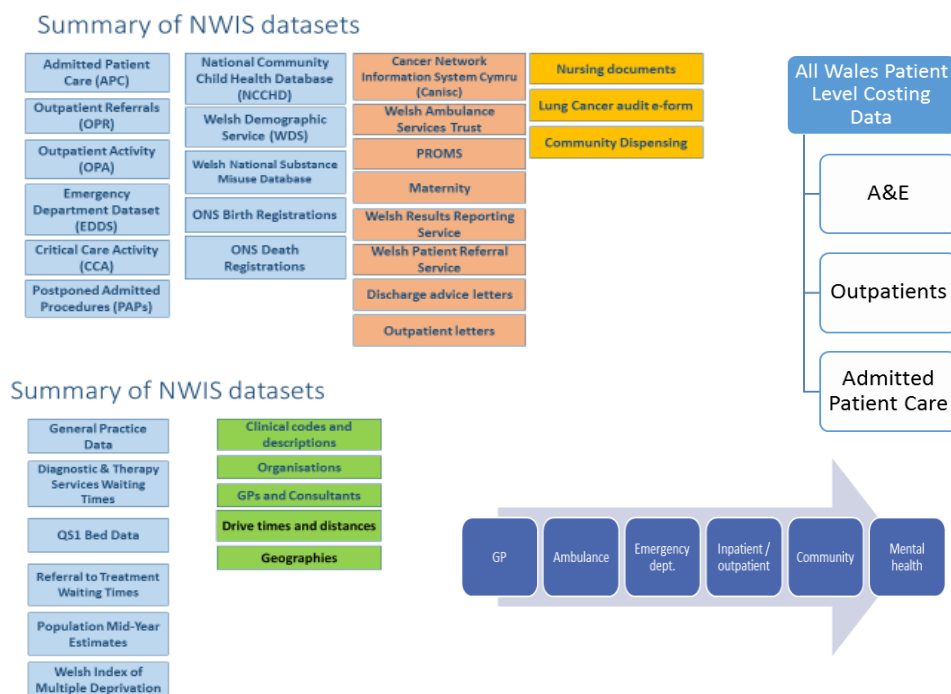 Summary of NWIS datasets
Admitted Patient
Care (APC)
Outpatient Referrals
(OPR)
Outpatient Activity
(OPA)
Emergency
Department Dataset
(EDDS)
Critical Care Activity
(CCA)
Postponed Admitted
Procedures (PAPs)
National Community
Child Health Database
(NCCHD)
Welsh Demographic
Service (WDS)
Welsh National Substance
Misuse Database
ONS Birth Registrations
ONS Death
Registrations
Cancer Network
Information System Cymru
(Canisc)
Welsh Ambulance
Services Trust
PROMS
Maternity
Welsh Results Reporting
Service
Welsh Patient Referral
Service
Discharge advice letters
Outpatient letters
Nursing documents
Lung Cancer audit e-form
Community Dispensing
All Wales Patient
Level Costing
Data
A&E
Outpatients
Admitted
Patient Care
Summary of NWIS datasets
General Practice
Data
Diagnostic & Therapy
Services Waiting
Times
QS1 Bed Data
Referral to Treatment
Waiting Times
Population Mid-Year
Estimates
Welsh Index of
Multiple Deprivation
Clinical codes and
descriptions
Organisations
GPs and Consultants
Drive times and distances
Geographies
GP
Ambulance
Emergency
dept.
Inpatient /
outpatient
Community
Mental
health